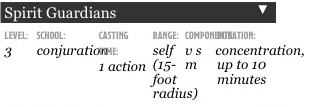 Spirit Guardians ▼
LEVEL: SCHOOL: CASTING TIME: RANGE: COMPONENTS: DURATION:
3 conjuration 1 action self (15-foot radius) v s m concentration, up to 10 minutes